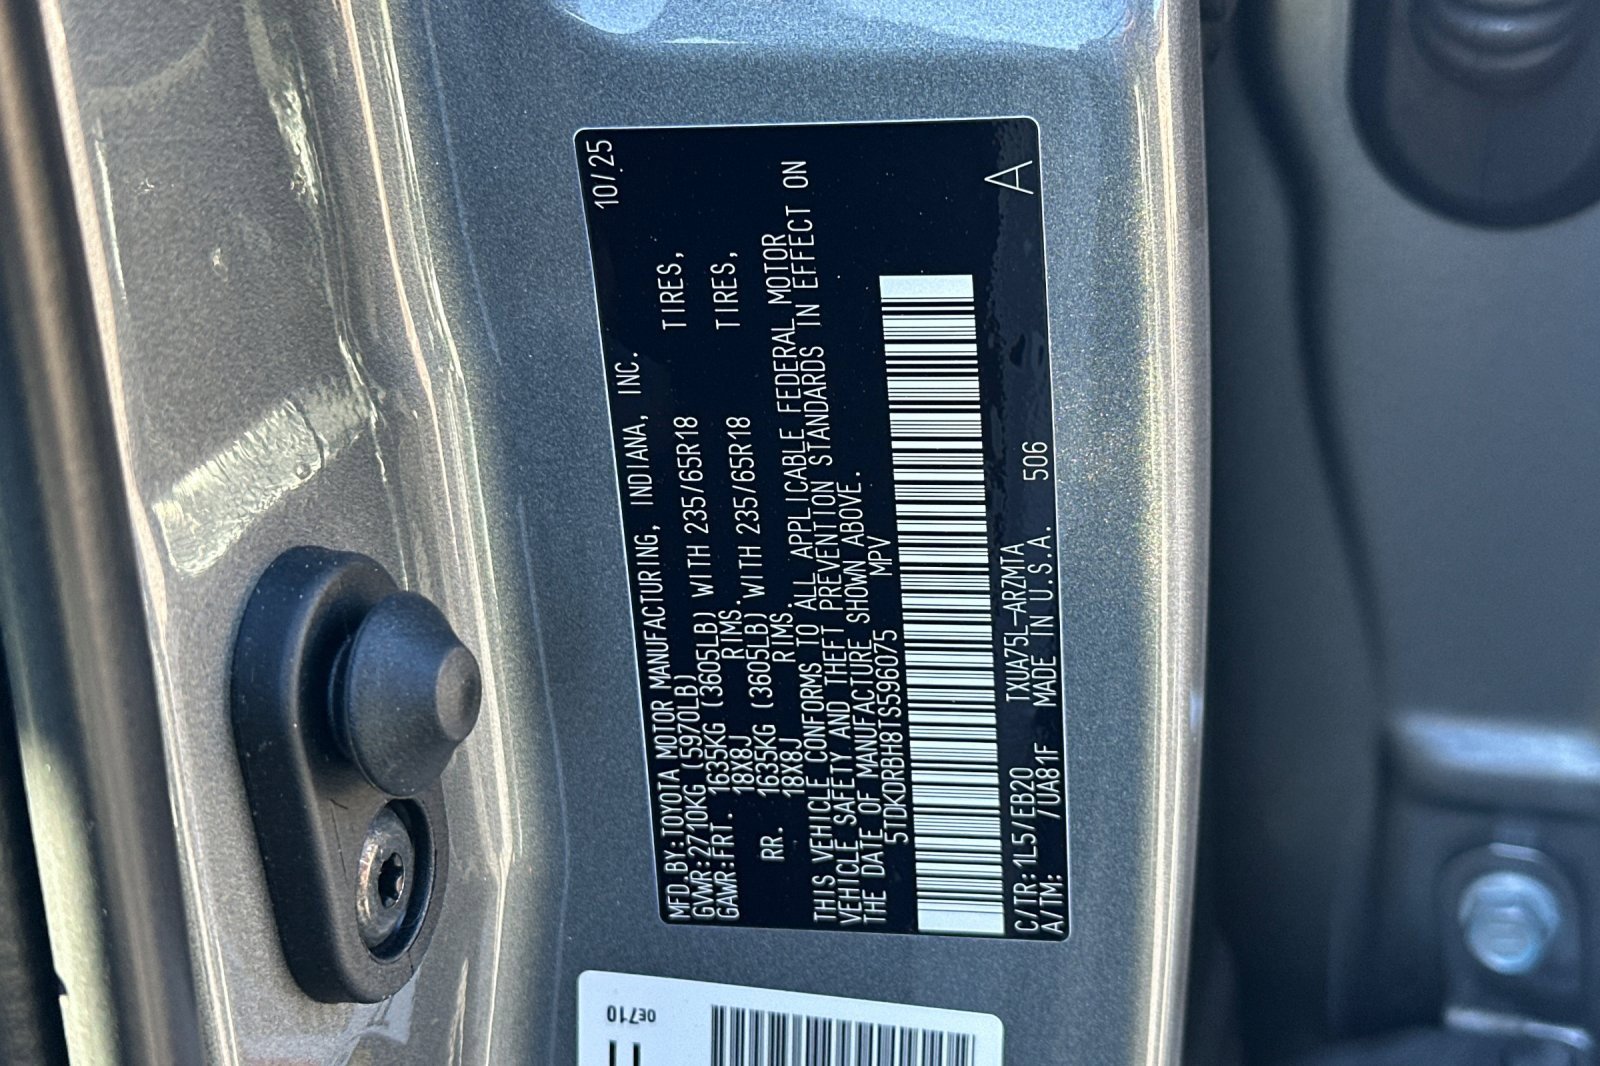 MFD.BY:TOYOTA MOTOR MANUFACTURING, INDIANA, INC. 10/25
GVWR:2710KG (5970LB)
GAWR:FRT. 1635KG (3605LB) WITH 235/65R18 TIRES,
18X8J RIMS.
RR. 1635KG (3605LB) WITH 235/65R18 TIRES,
18X8J RIMS.
THIS VEHICLE CONFORMS TO ALL APPLICABLE FEDERAL MOTOR
VEHICLE SAFETY AND THEFT PREVENTION STANDARDS IN EFFECT ON
THE DATE OF MANUFACTURE SHOWN ABOVE.
5TDKDRBH8TS596075 MPV
C/TR:1L5/EB20 TXUA75L-ARZMTA 506
A/TM: /UA81F MADE IN U.S.A.
A
0E710